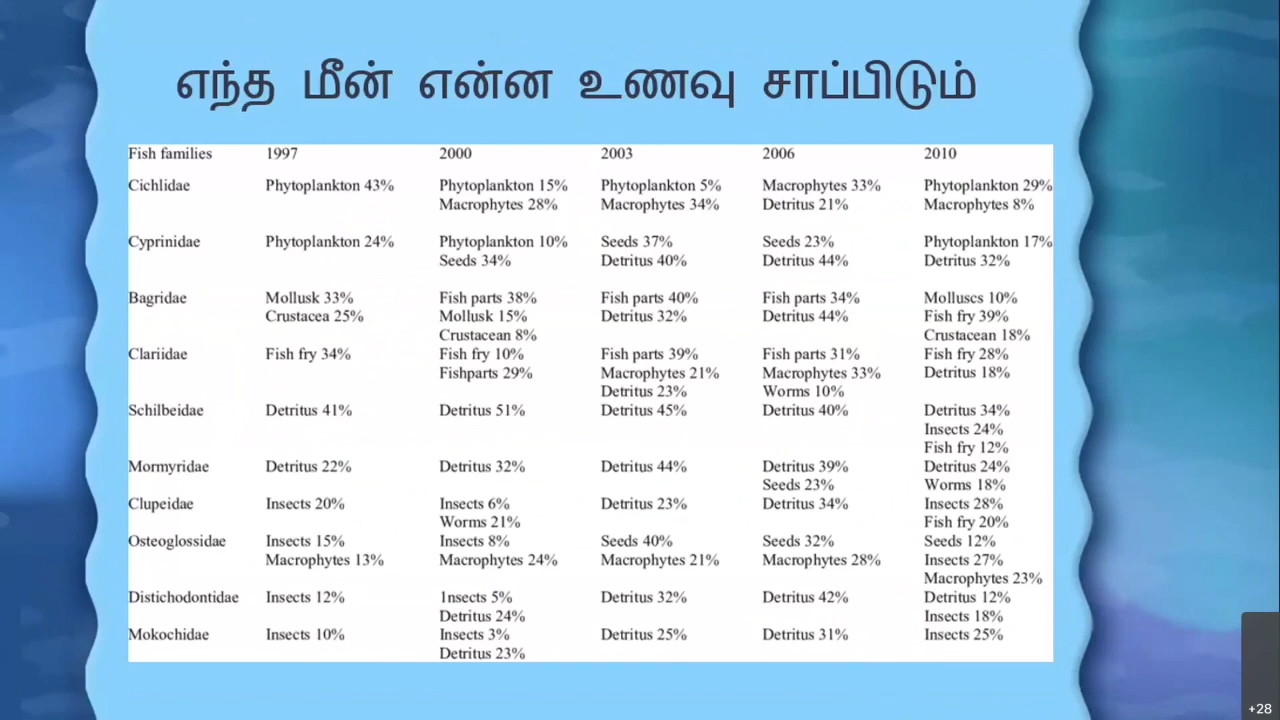 எந்த மீன் என்ன உணவு சாப்பிடும்
Fish families 1997 2000 2003 2006 2010
Cichlidae Phytoplankton 43% Phytoplankton 15% Phytoplankton 5% Macrophytes 33% Phytoplankton 29%
Macrophytes 28% Macrophytes 34% Detritus 21% Macrophytes 8%
Cyprinidae Phytoplankton 24% Phytoplankton 10% Seeds 37% Seeds 23% Phytoplankton 17%
Seeds 34% Detritus 40% Detritus 44% Detritus 32%
Bagridae Mollusk 33% Fish parts 38% Fish parts 40% Fish parts 34% Molluscs 10%
Crustacea 25% Mollusk 15% Detritus 32% Detritus 44% Fish fry 39%
Crustacean 8% Crustacean 18%
Clariidae Fish fry 34% Fish fry 10% Fish parts 39% Fish parts 31% Fish fry 28%
Fishparts 29% Macrophytes 21% Macrophytes 33% Detritus 18%
Detritus 23% Worms 10%
Schilbeidae Detritus 41% Detritus 51% Detritus 45% Detritus 40% Detritus 34%
Insects 24%
Fish fry 12%
Mormyridae Detritus 22% Detritus 32% Detritus 44% Detritus 39% Detritus 24%
Seeds 23% Worms 18%
Clupeidae Insects 20% Insects 6% Detritus 23% Detritus 34% Insects 28%
Worms 21% Fish fry 20%
Osteoglossidae Insects 15% Insects 8% Seeds 40% Seeds 32% Seeds 12%
Macrophytes 13% Macrophytes 24% Macrophytes 21% Macrophytes 28% Insects 27%
Macrophytes 23%
Distichodontidae Insects 12% 1nsects 5% Detritus 32% Detritus 42% Detritus 12%
Detritus 24% Insects 18%
Mokochidae Insects 10% Insects 3% Detritus 25% Detritus 31% Insects 25%
Detritus 23%
+28